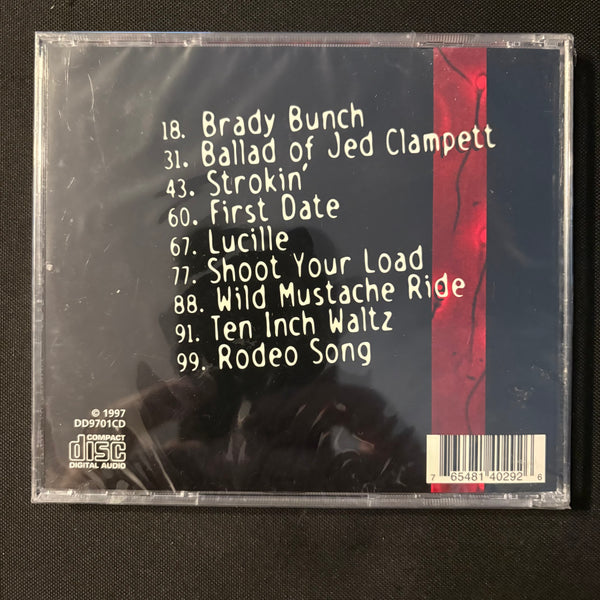 18. Brady Bunch
31. Ballad of Jed Clampett
43. Strokin'
60. First Date
67. Lucille
77. Shoot Your Load
88. Wild Mustache Ride
91. Ten Inch Waltz
99. Rodeo Song
© 1997
DD9701CD
COMPACT
disc
DIGITAL AUDIO
7 65481 40292 6